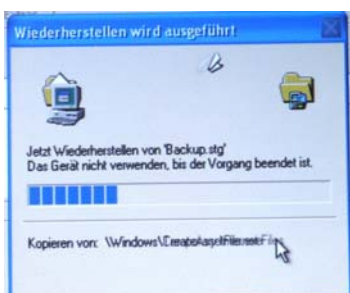 Wiederherstellen wird ausgeführt
Jetzt Wiederherstellen von 'Backup.stg'
Das Gerät nicht verwenden, bis der Vorgang beendet ist.
Kopieren von: \Windows\